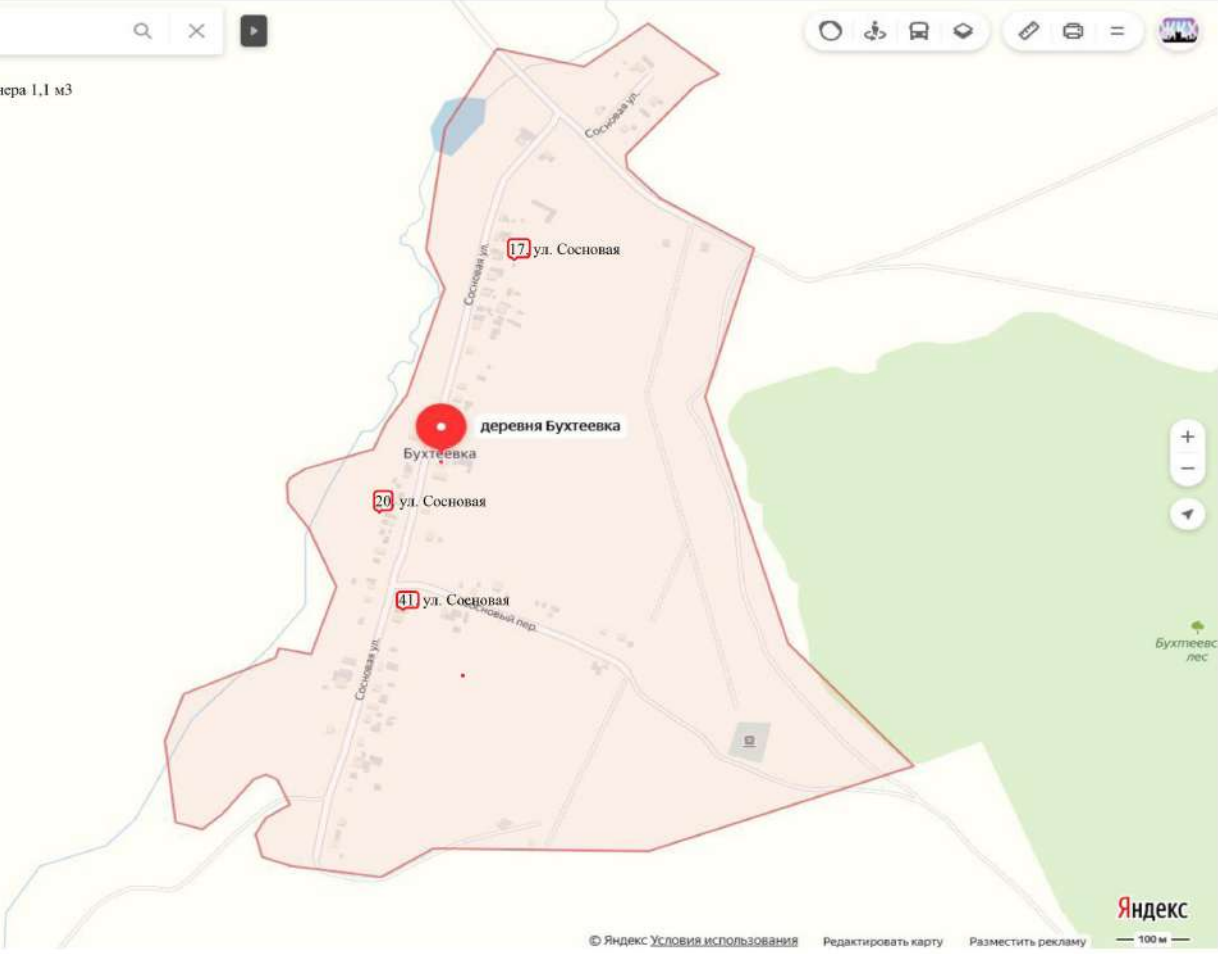 нера 1,1 м3
Сосновая ул.
17, ул. Сосновая
Сосновая ул.
деревня Бухтеевка
Бухтеевка
20, ул. Сосновая
41, ул. Сосновая
Сосновый пер.
Сосновая ул.
Бухтеевс
лес
Яндекс
© Яндекс Условия использования Редактировать карту Разместить рекламу 100 м